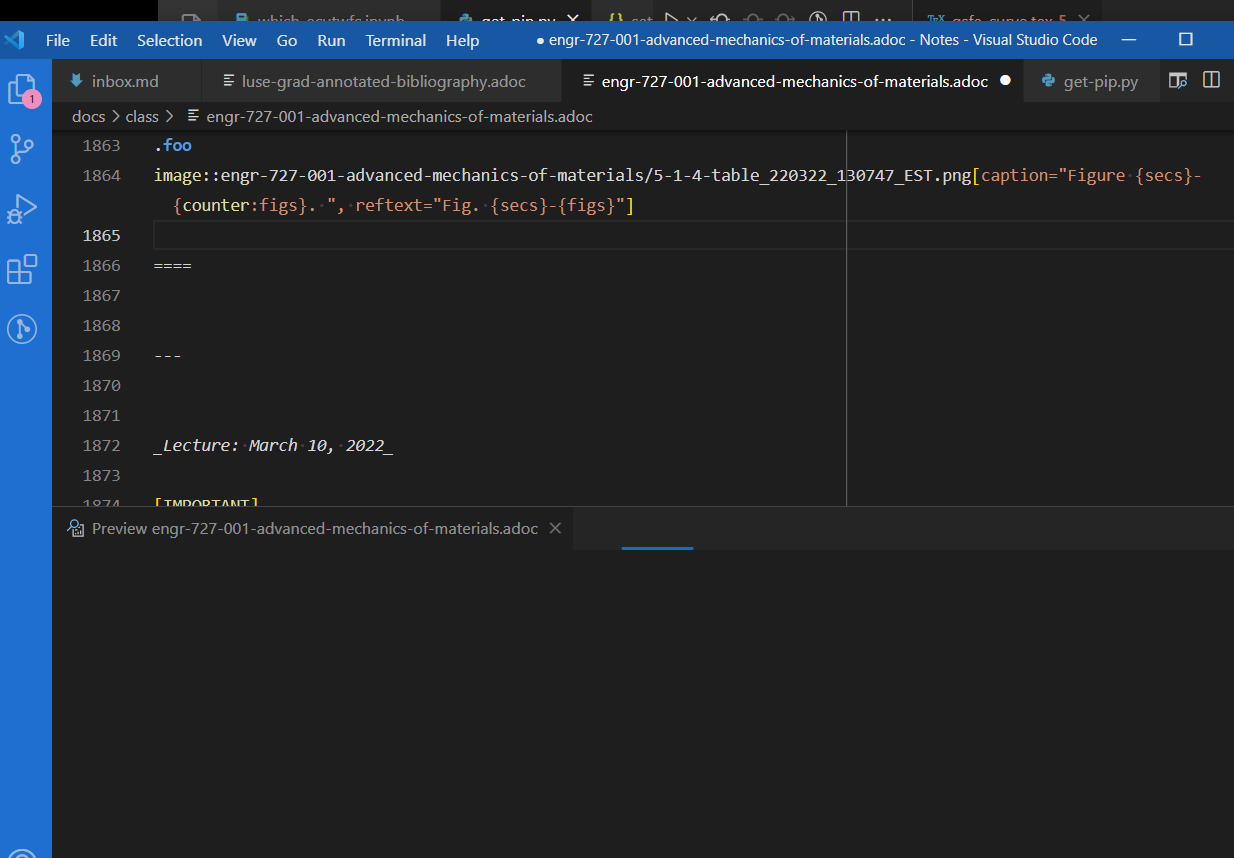 which_ecutwfs.ipynb get-pip.py {} set TeX gsfe_curve.tex 5
File Edit Selection View Go Run Terminal Help ● engr-727-001-advanced-mechanics-of-materials.adoc - Notes - Visual Studio Code
1 inbox.md luse-grad-annotated-bibliography.adoc engr-727-001-advanced-mechanics-of-materials.adoc ● get-pip.py
docs > class > engr-727-001-advanced-mechanics-of-materials.adoc
1863 .foo
1864 image::engr-727-001-advanced-mechanics-of-materials/5-1-4-table_220322_130747_EST.png[caption="Figure·{secs}-
{counter:figs}.·",·reftext="Fig.·{secs}-{figs}"]
1865
1866 ====
1867
1868
1869 ---
1870
1871
1872 _Lecture:·March·10,·2022_
1873
1874 [IMPORTANT]
Preview engr-727-001-advanced-mechanics-of-materials.adoc